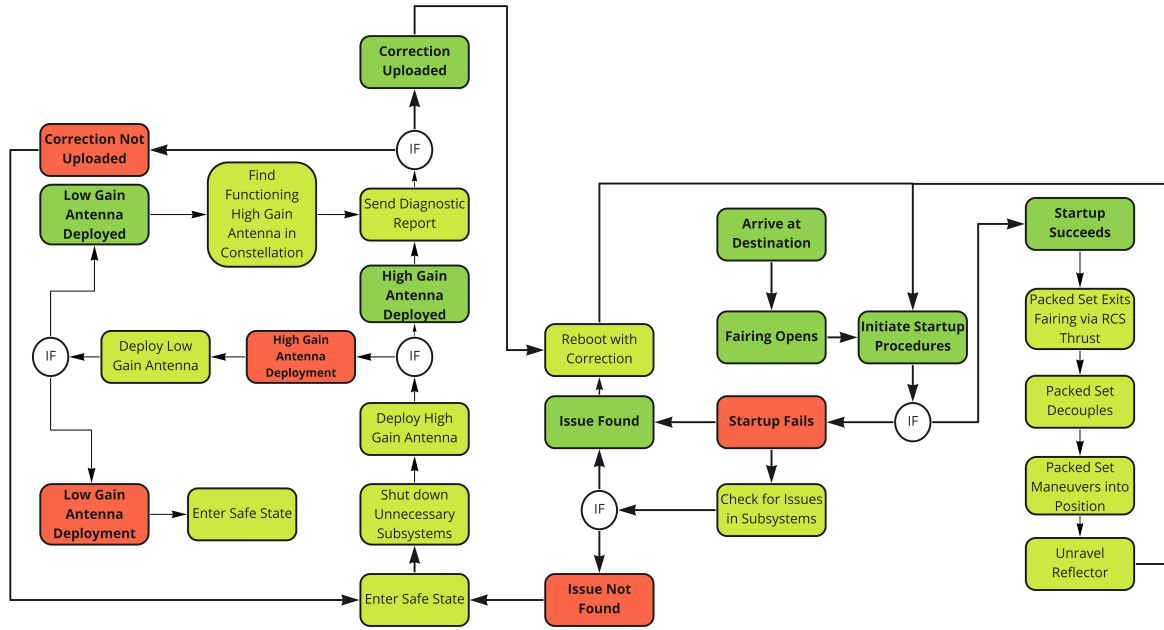 Correction
Uploaded
Correction Not
Uploaded
IF
Low Gain
Antenna
Deployed
Find
Functioning
High Gain
Antenna in
Constellation
Send Diagnostic
Report
High Gain
Antenna
Deployed
IF
Deploy Low
Gain Antenna
High Gain
Antenna
Deployment
IF
Deploy High
Gain Antenna
Low Gain
Antenna
Deployment
Enter Safe State
Shut down
Unnecessary
Subsystems
Enter Safe State
Arrive at
Destination
Startup
Succeeds
Reboot with
Correction
Fairing Opens
Initiate Startup
Procedures
Packed Set Exits
Fairing via RCS
Thrust
Issue Found
Startup Fails
IF
Packed Set
Decouples
IF
Check for Issues
in Subsystems
Packed Set
Maneuvers into
Position
Issue Not
Found
Unravel
Reflector